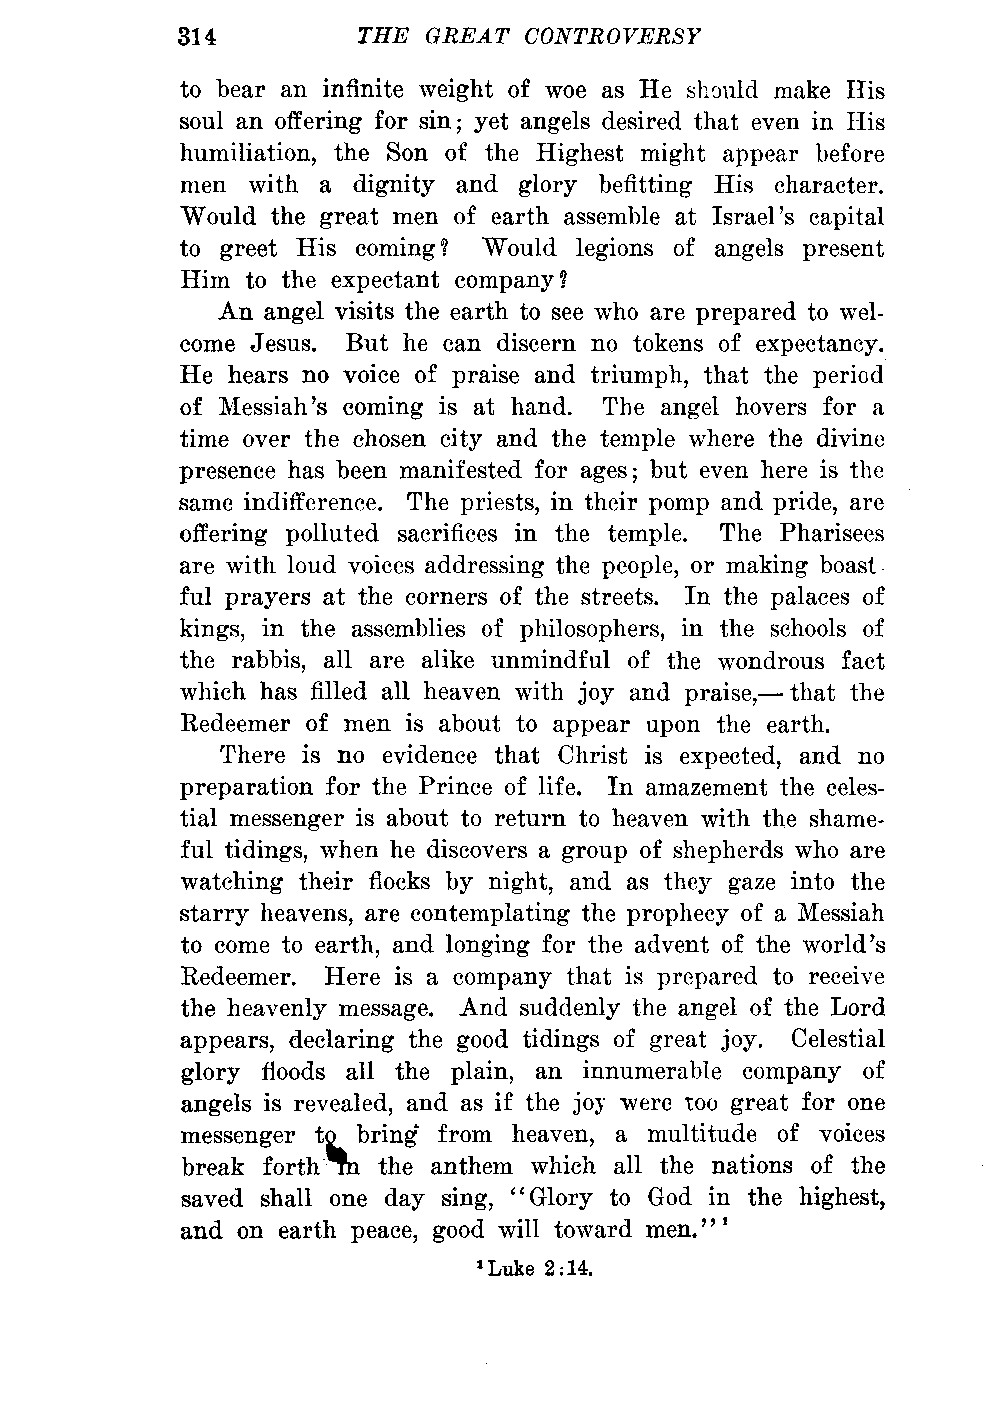 314 THE GREAT CONTROVERSY
to bear an infinite weight of woe as He should make His
soul an offering for sin; yet angels desired that even in His
humiliation, the Son of the Highest might appear before
men with a dignity and glory befitting His character.
Would the great men of earth assemble at Israel's capital
to greet His coming? Would legions of angels present
Him to the expectant company?
An angel visits the earth to see who are prepared to wel-
come Jesus. But he can discern no tokens of expectancy.
He hears no voice of praise and triumph, that the period
of Messiah's coming is at hand. The angel hovers for a
time over the chosen city and the temple where the divine
presence has been manifested for ages; but even here is the
same indifference. The priests, in their pomp and pride, are
offering polluted sacrifices in the temple. The Pharisees
are with loud voices addressing the people, or making boast-
ful prayers at the corners of the streets. In the palaces of
kings, in the assemblies of philosophers, in the schools of
the rabbis, all are alike unmindful of the wondrous fact
which has filled all heaven with joy and praise,— that the
Redeemer of men is about to appear upon the earth.
There is no evidence that Christ is expected, and no
preparation for the Prince of life. In amazement the celes-
tial messenger is about to return to heaven with the shame-
ful tidings, when he discovers a group of shepherds who are
watching their flocks by night, and as they gaze into the
starry heavens, are contemplating the prophecy of a Messiah
to come to earth, and longing for the advent of the world's
Redeemer. Here is a company that is prepared to receive
the heavenly message. And suddenly the angel of the Lord
appears, declaring the good tidings of great joy. Celestial
glory floods all the plain, an innumerable company of
angels is revealed, and as if the joy were too great for one
messenger to bring from heaven, a multitude of voices
break forth in the anthem which all the nations of the
saved shall one day sing, "Glory to God in the highest,
and on earth peace, good will toward men."¹
¹ Luke 2:14.